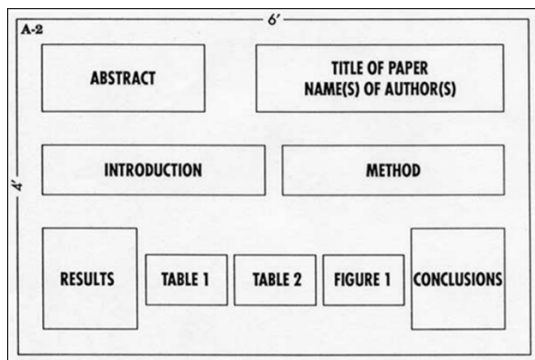 6'
A-2
ABSTRACT
TITLE OF PAPER
NAME(S) OF AUTHOR(S)
4'
INTRODUCTION
METHOD
RESULTS
TABLE 1
TABLE 2
FIGURE 1
CONCLUSIONS